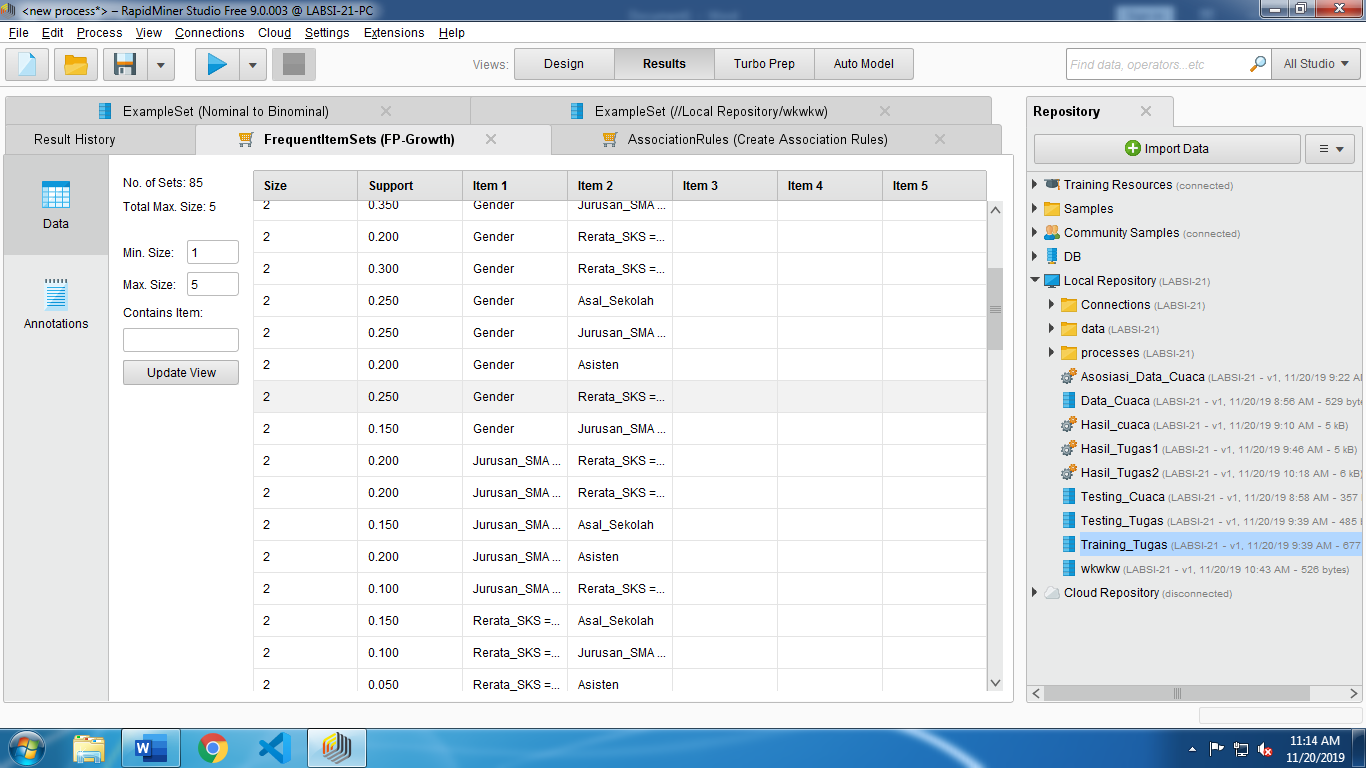 <new process*> – RapidMiner Studio Free 9.0.003 @ LABSI-21-PC
File Edit Process View Connections Cloud Settings Extensions Help
Views: Design Results Turbo Prep Auto Model
Find data, operators...etc All Studio
ExampleSet (Nominal to Binominal) ExampleSet (//Local Repository/wkwkw)
Result History FrequentItemSets (FP-Growth) AssociationRules (Create Association Rules)
Data
Annotations
No. of Sets: 85
Total Max. Size: 5
Min. Size: 1
Max. Size: 5
Contains Item:
Update View
Size Support Item 1 Item 2 Item 3 Item 4 Item 5
2 0.350 Gender Jurusan_SMA ...
2 0.200 Gender Rerata_SKS =...
2 0.300 Gender Rerata_SKS =...
2 0.250 Gender Asal_Sekolah
2 0.250 Gender Jurusan_SMA ...
2 0.200 Gender Asisten
2 0.250 Gender Rerata_SKS =...
2 0.150 Gender Jurusan_SMA ...
2 0.200 Jurusan_SMA ... Rerata_SKS =...
2 0.200 Jurusan_SMA ... Rerata_SKS =...
2 0.150 Jurusan_SMA ... Asal_Sekolah
2 0.200 Jurusan_SMA ... Asisten
2 0.100 Jurusan_SMA ... Rerata_SKS =...
2 0.150 Rerata_SKS =... Asal_Sekolah
2 0.100 Rerata_SKS =... Jurusan_SMA ...
2 0.050 Rerata_SKS =... Asisten
Repository
Import Data
Training Resources (connected)
Samples
Community Samples (connected)
DB
Local Repository (LABSI-21)
Connections (LABSI-21)
data (LABSI-21)
processes (LABSI-21)
Asosiasi_Data_Cuaca (LABSI-21 - v1, 11/20/19 9:22 A
Data_Cuaca (LABSI-21 - v1, 11/20/19 8:56 AM - 529 byte
Hasil_cuaca (LABSI-21 - v1, 11/20/19 9:10 AM - 5 kB)
Hasil_Tugas1 (LABSI-21 - v1, 11/20/19 9:46 AM - 5 kB)
Hasil_Tugas2 (LABSI-21 - v1, 11/20/19 10:18 AM - 6 kB)
Testing_Cuaca (LABSI-21 - v1, 11/20/19 8:58 AM - 357
Testing_Tugas (LABSI-21 - v1, 11/20/19 9:39 AM - 485
Training_Tugas (LABSI-21 - v1, 11/20/19 9:39 AM - 677
wkwkw (LABSI-21 - v1, 11/20/19 10:43 AM - 526 bytes)
Cloud Repository (disconnected)
11:14 AM
11/20/2019